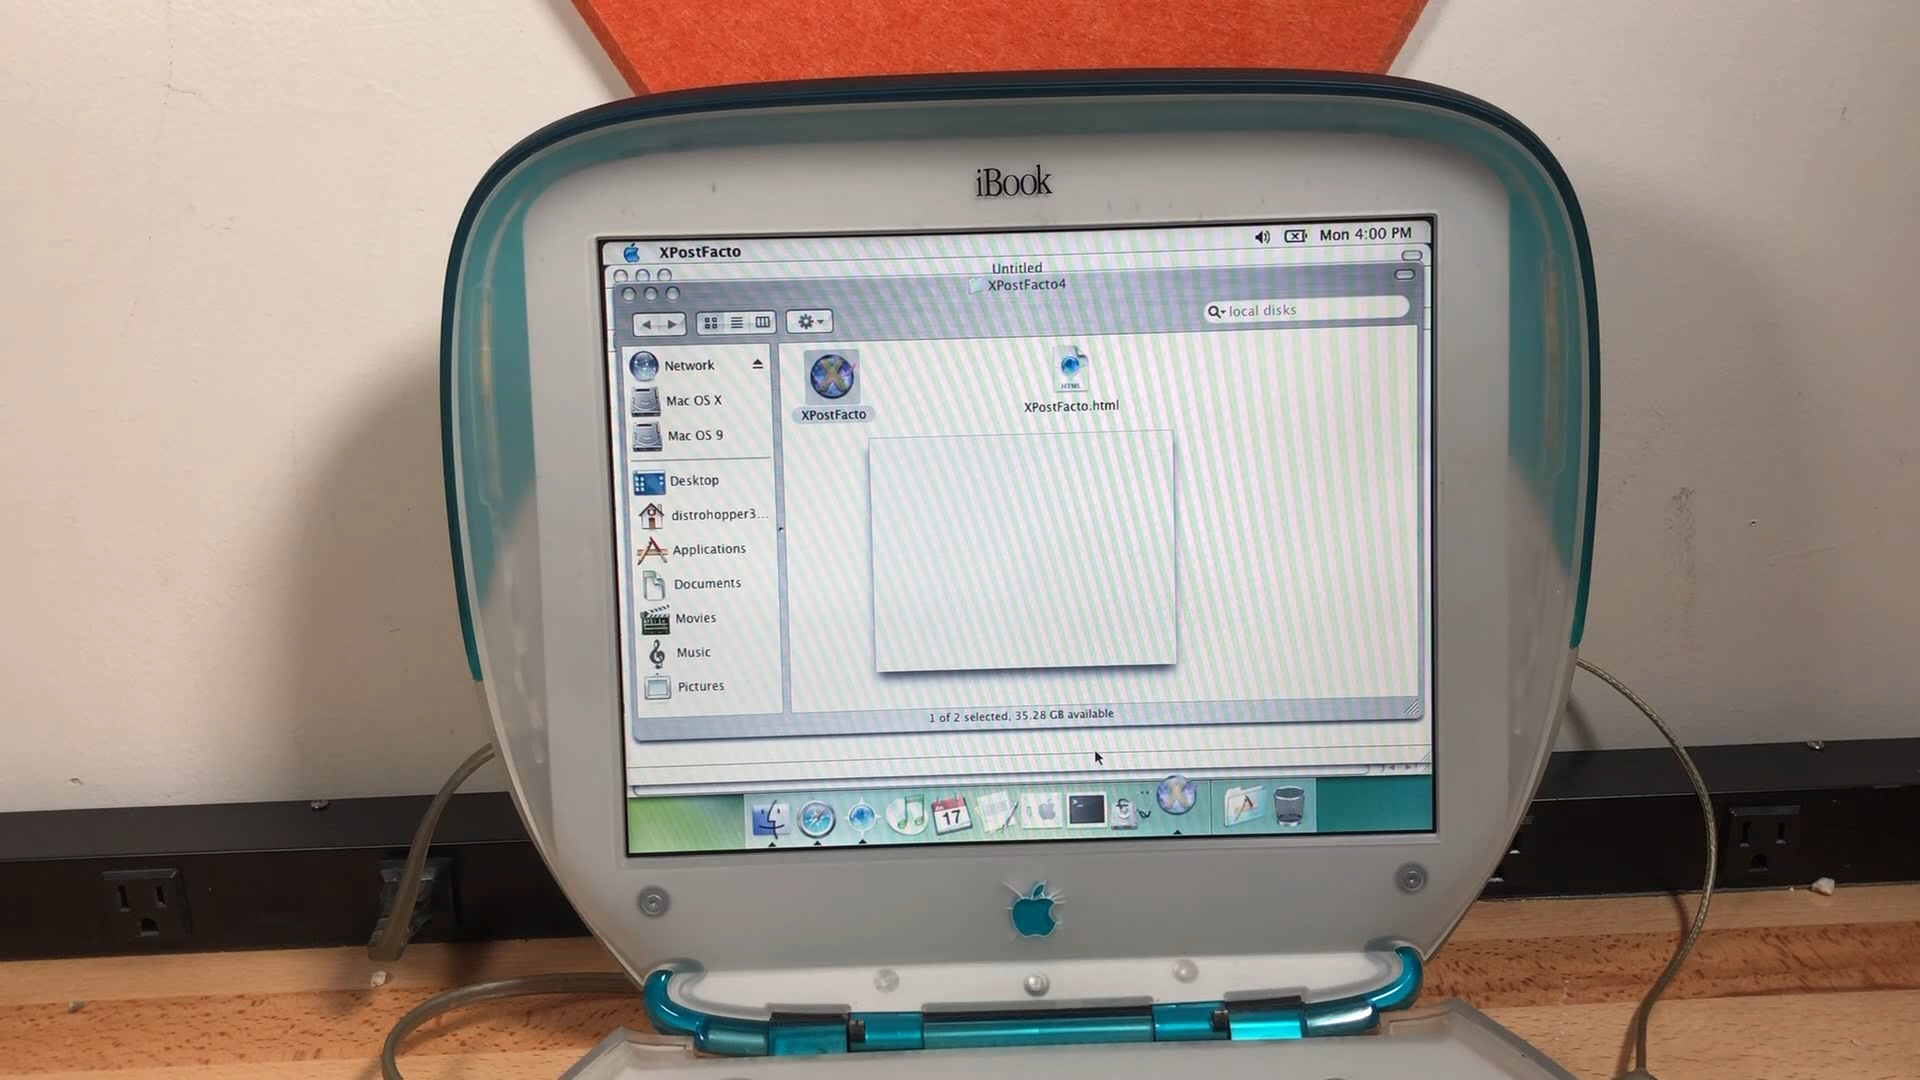 iBook
XPostFacto
Mon 4:00 PM
Untitled
XPostFacto4
local disks
Network
Mac OS X
Mac OS 9
Desktop
distrohopper3...
Applications
Documents
Movies
Music
Pictures
XPostFacto
HTML
XPostFacto.html
1 of 2 selected, 35.28 GB available
17